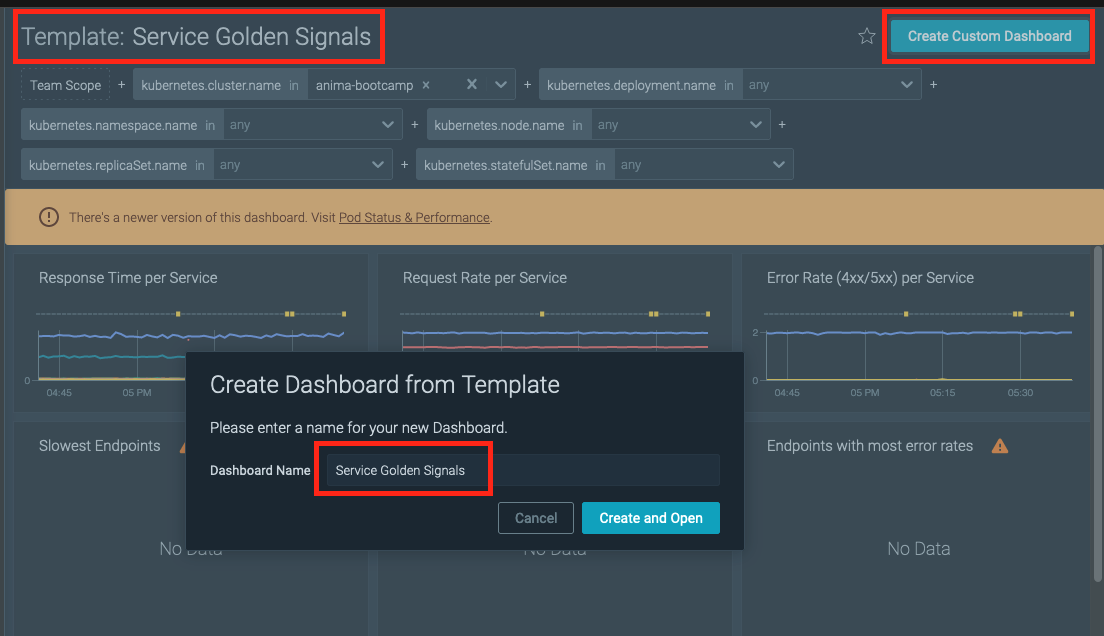 Template: Service Golden Signals
Create Custom Dashboard
Team Scope + kubernetes.cluster.name in anima-bootcamp × × + kubernetes.deployment.name in any +
kubernetes.namespace.name in any + kubernetes.node.name in any +
kubernetes.replicaSet.name in any + kubernetes.statefulSet.name in any
There's a newer version of this dashboard. Visit Pod Status & Performance.
Response Time per Service
Request Rate per Service
Error Rate (4xx/5xx) per Service
0
04:45 05 PM
2
0
04:45 05 PM 05:15 05:30
Create Dashboard from Template
Please enter a name for your new Dashboard.
Dashboard Name Service Golden Signals
Cancel Create and Open
Slowest Endpoints
Endpoints with most error rates
No Data
No Data
No Data